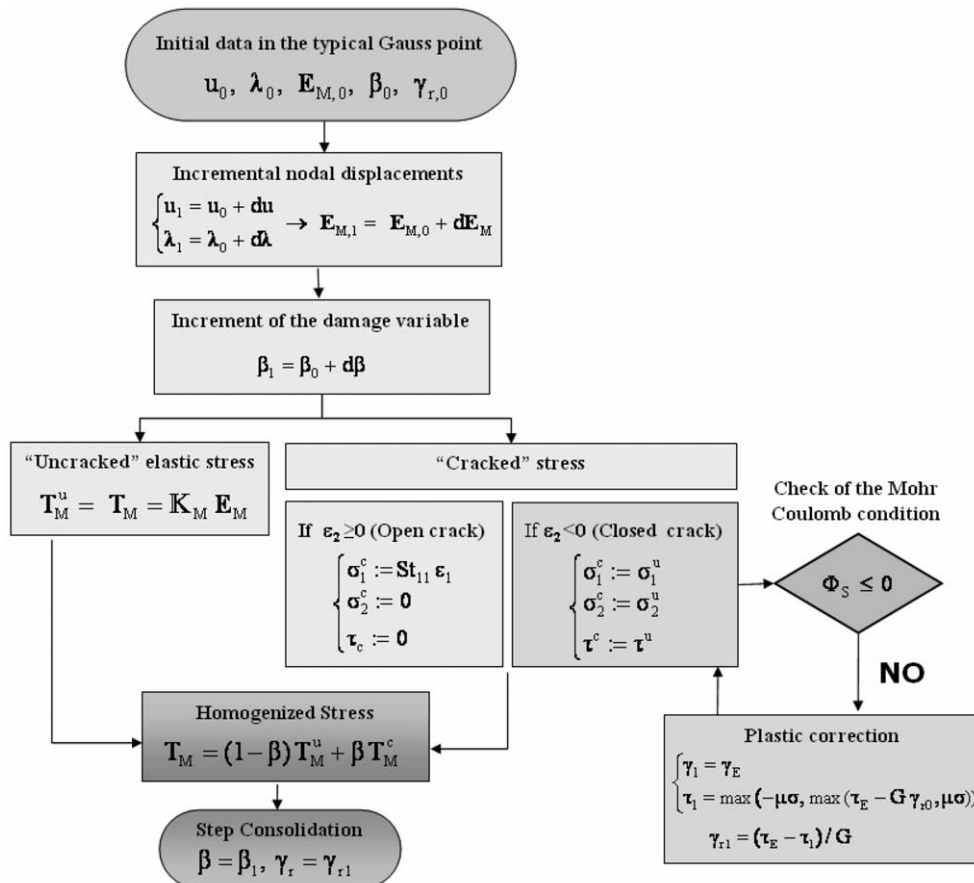 Initial data in the typical Gauss point
u₀, λ₀, E_M,0, β₀, γ_r,0
Incremental nodal displacements
{ u₁ = u₀ + du
λ₁ = λ₀ + dλ → E_M,1 = E_M,0 + dE_M
Increment of the damage variable
β₁ = β₀ + dβ
“Uncracked” elastic stress
T_M^u = T_M = 𝕂_M E_M
“Cracked” stress
If ε₂ ≥0 (Open crack)
{ σ₁^c := St₁₁ ε₁
σ₂^c := 0
τ_c := 0
If ε₂<0 (Closed crack)
{ σ₁^c := σ₁^u
σ₂^c := σ₂^u
τ^c := τ^u
Check of the Mohr
Coulomb condition
Φ_S ≤ 0
NO
Plastic correction
{ γ₁ = γ_E
τ₁ = max (−μσ, max (τ_E − G γ_r0, μσ))
γ_r1 = (τ_E − τ₁) / G
Homogenized Stress
T_M = (1−β) T_M^u + β T_M^c
Step Consolidation
β = β₁, γ_r = γ_r1